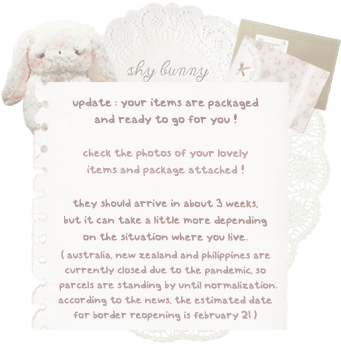 sky bunny
update : your items are packaged
and ready to go for you !
check the photos of your lovely
items and package attached !
they should arrive in about 3 weeks,
but it can take a little more depending
on the situation where you live.
( australia, new zealand and philippines are
currently closed due to the pandemic, so
parcels are standing by until normalization.
according to the news, the estimated date
for border reopening is february 21 )